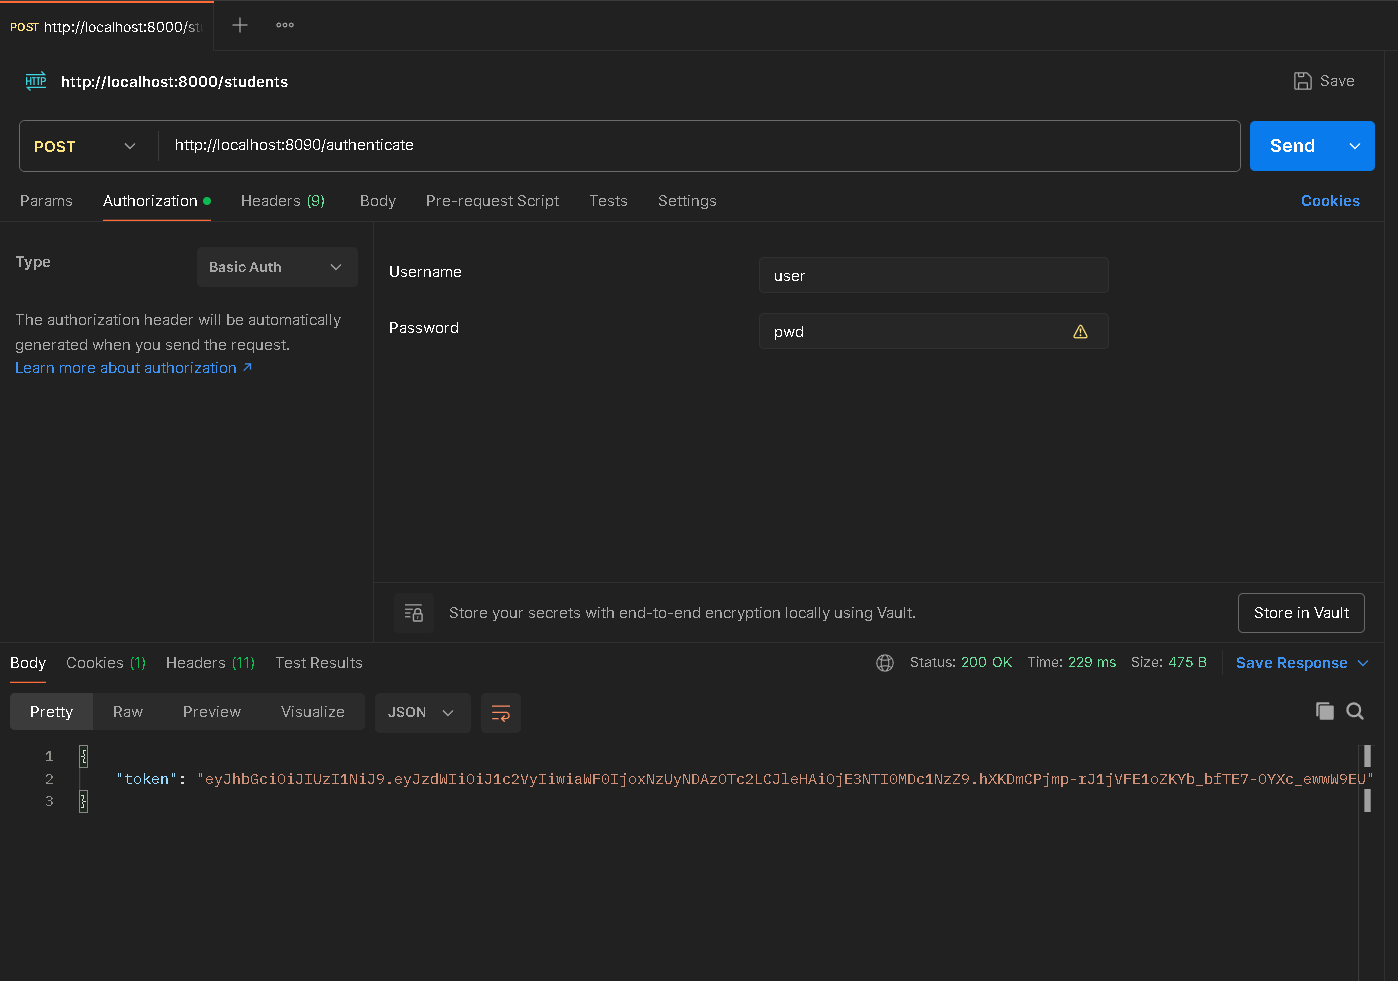 POST http://localhost:8000/stu
http://localhost:8000/students
Save
POST http://localhost:8090/authenticate Send
Params Authorization Headers (9) Body Pre-request Script Tests Settings Cookies
Type Basic Auth
The authorization header will be automatically
generated when you send the request.
Learn more about authorization ↗
Username user
Password pwd
Store your secrets with end-to-end encryption locally using Vault. Store in Vault
Body Cookies (1) Headers (11) Test Results Status: 200 OK Time: 229 ms Size: 475 B Save Response
Pretty Raw Preview Visualize JSON
1 {
2 "token": "eyJhbGciOiJIUzI1NiJ9.eyJzdWIiOiJ1c2VyIiwiaWF0IjoxNzUyNDAzOTc2LCJleHAiOjE3NTI0MDc1NzZ9.hXKDmCPjmp-rJ1jVFE1oZKYb_bfTE7-OYXc_ewwW9EU"
3 }